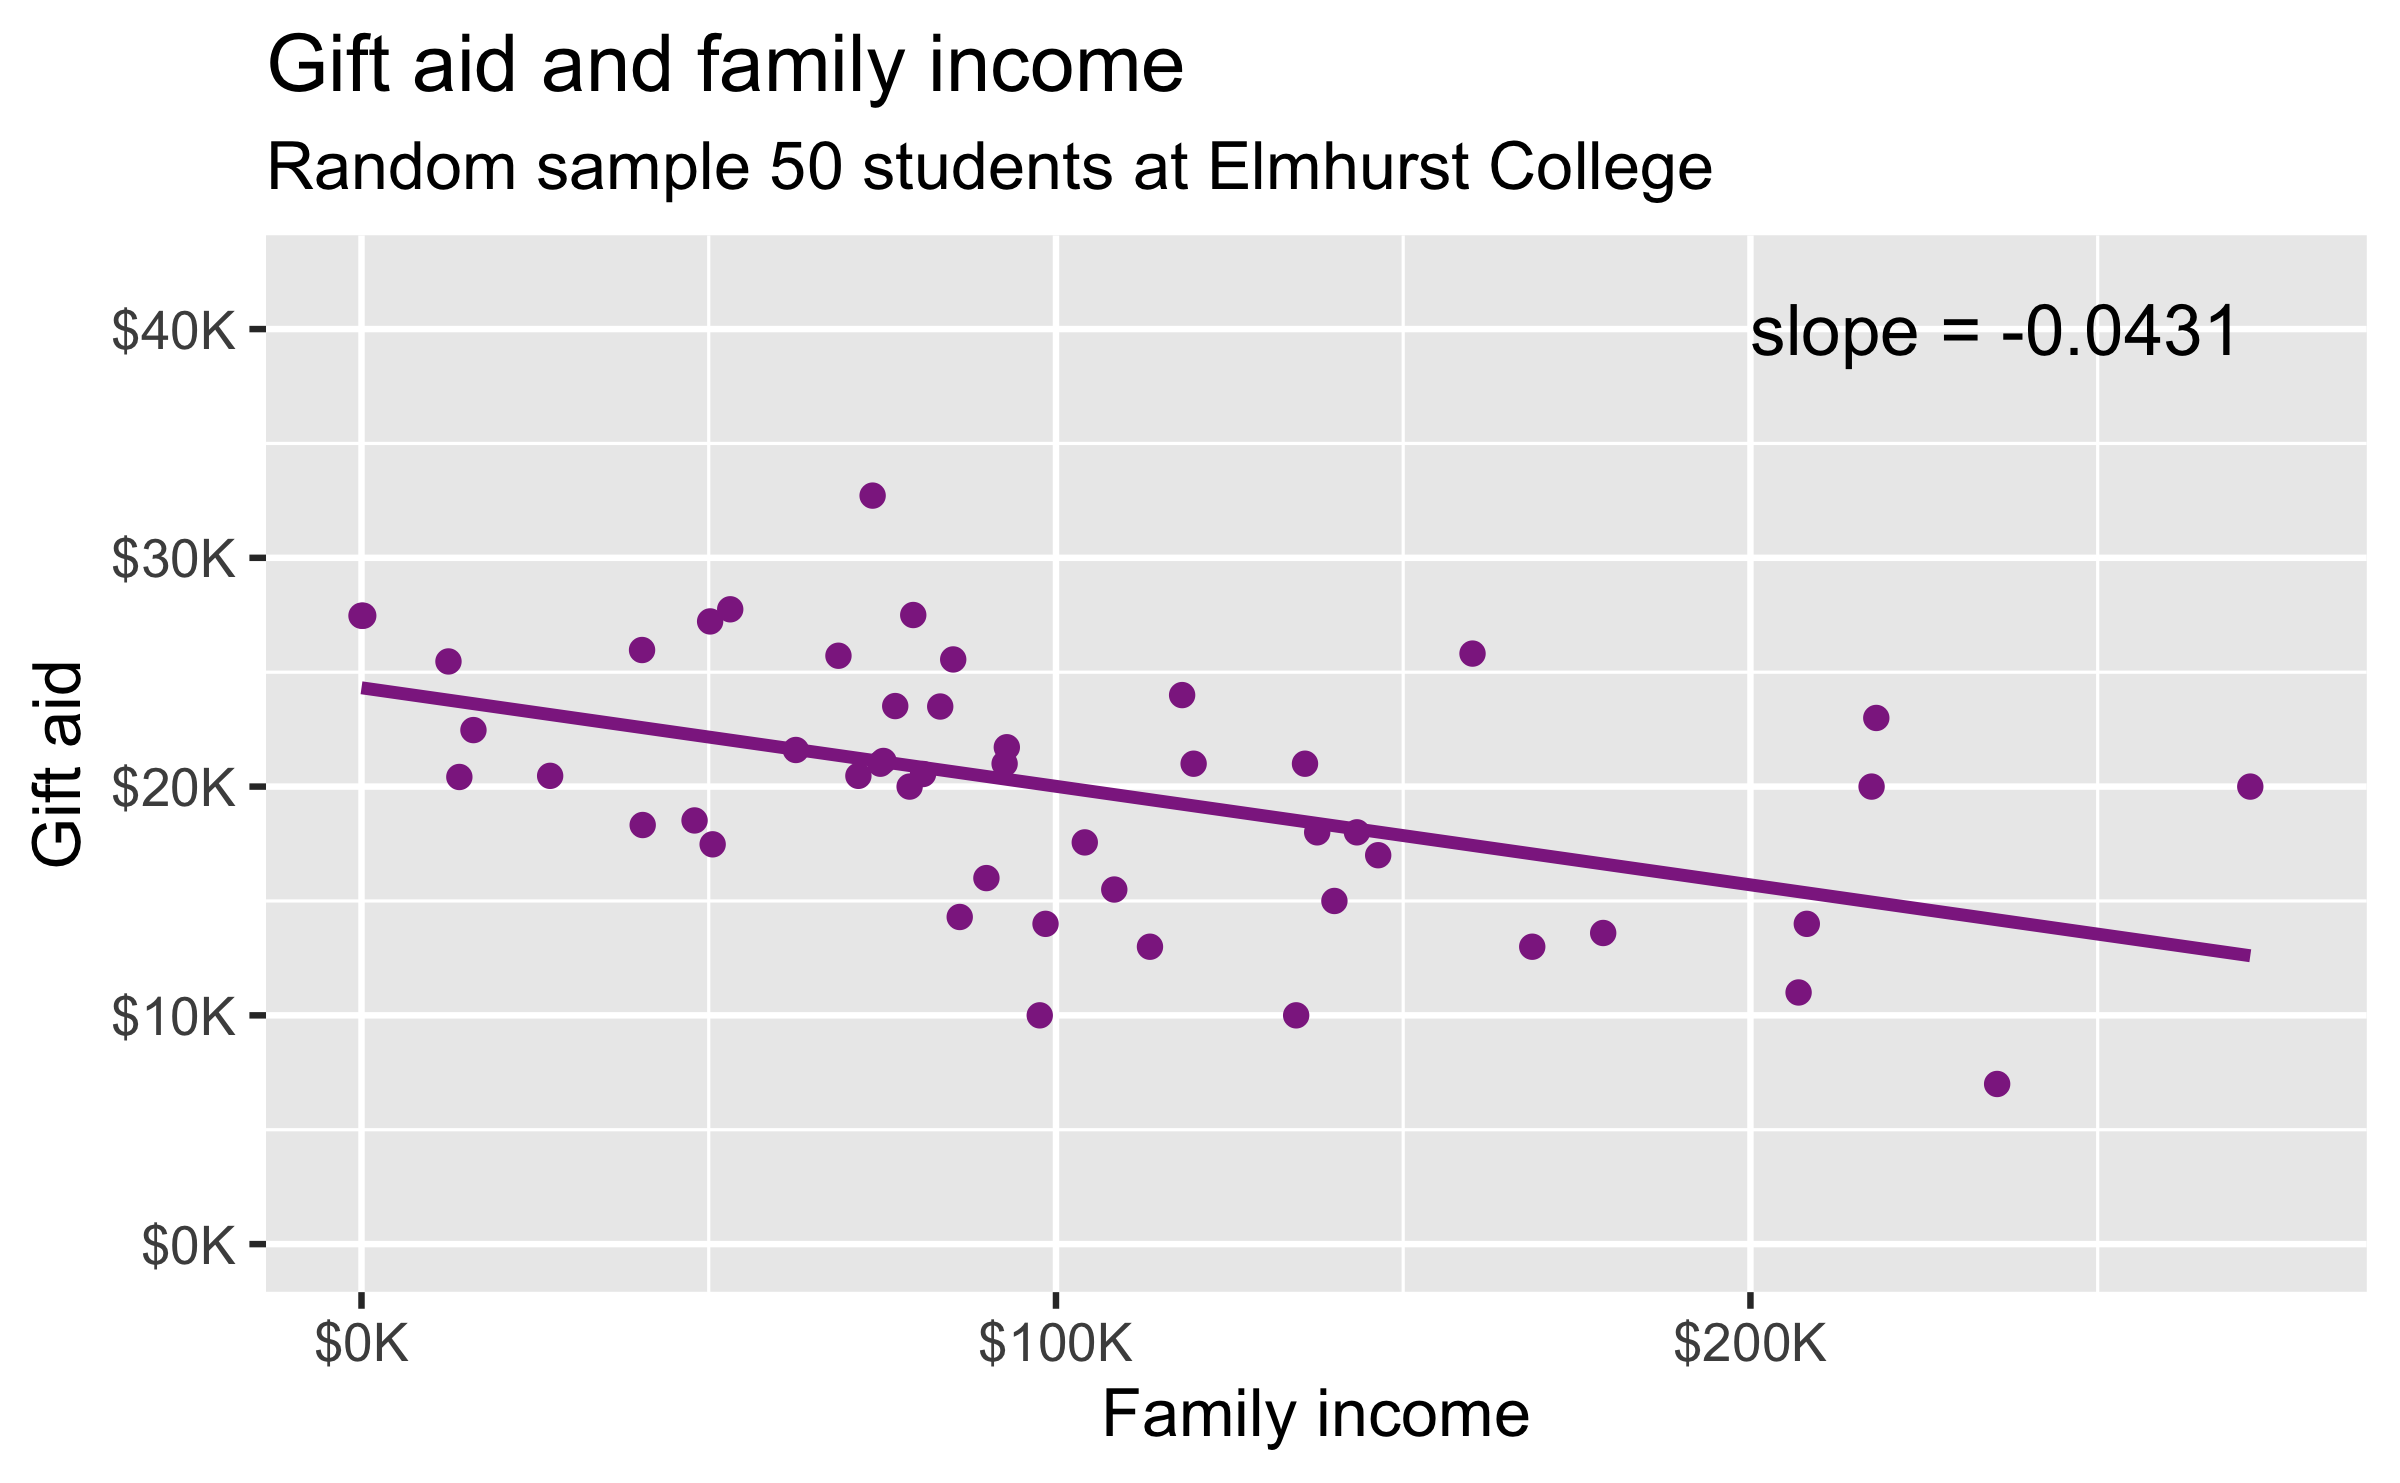 Gift aid and family income
Random sample 50 students at Elmhurst College
slope = -0.0431
Gift aid
$40K
$30K
$20K
$10K
$0K
$0K $100K $200K
Family income